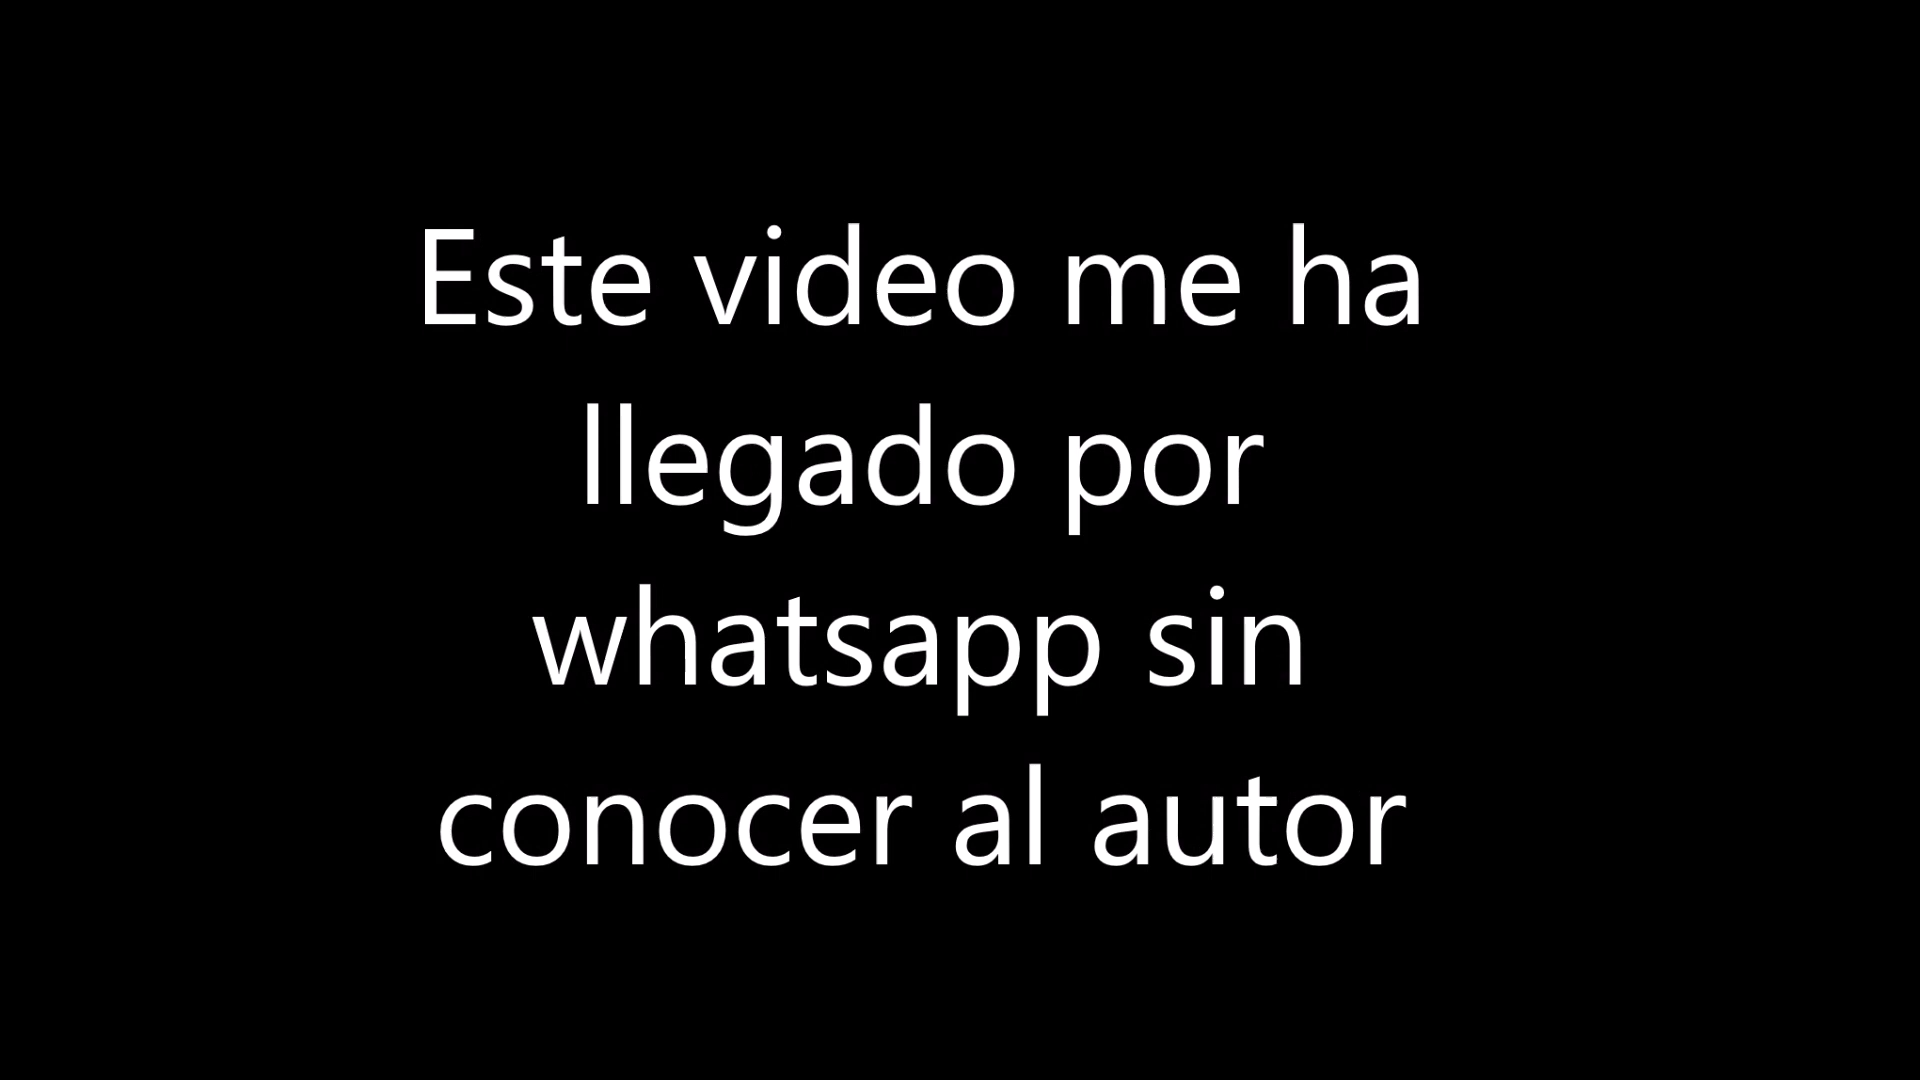 Este video me ha
llegado por
whatsapp sin
conocer al autor